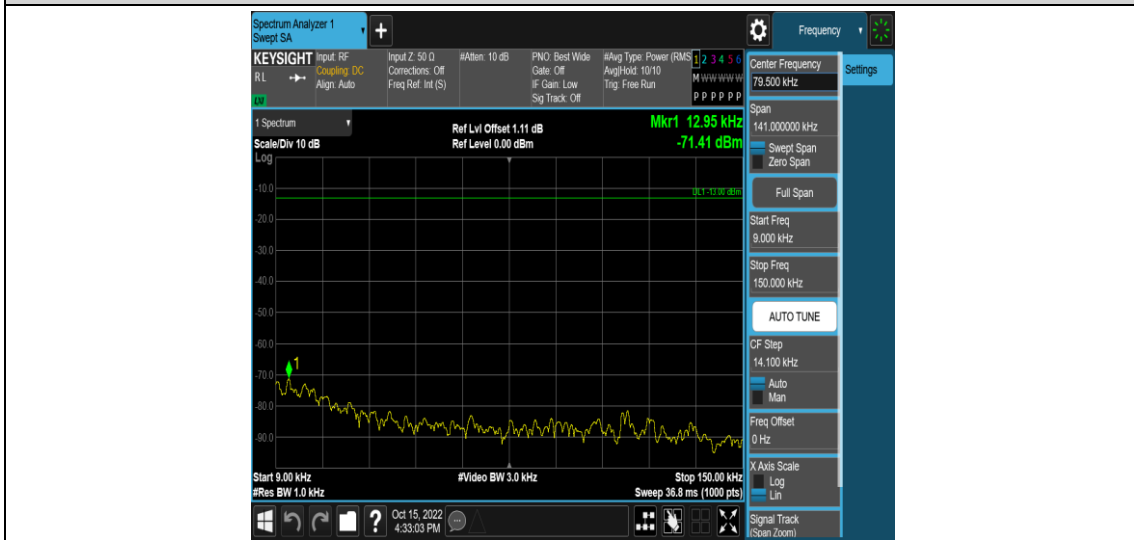 Spectrum Analyzer 1
Swept SA
+
Frequency
KEYSIGHT
RL
LXI
Input: RF
Coupling: DC
Align: Auto
Input Z: 50 Ω
Corrections: Off
Freq Ref: Int (S)
#Atten: 10 dB
PNO: Best Wide
Gate: Off
IF Gain: Low
Sig Track: Off
#Avg Type: Power (RMS
Avg|Hold: 10/10
Trig: Free Run
1 2 3 4 5 6
M W W W W W
P P P P P P
1 Spectrum
Scale/Div 10 dB
Log
Ref Lvl Offset 1.11 dB
Ref Level 0.00 dBm
Mkr1 12.95 kHz
-71.41 dBm
DL1 -13.00 dBm
-10.0
-20.0
-30.0
-40.0
-50.0
-60.0
-70.0
-80.0
-90.0
1
Start 9.00 kHz
#Res BW 1.0 kHz
#Video BW 3.0 kHz
Stop 150.00 kHz
Sweep 36.8 ms (1000 pts)
?
Oct 15, 2022
4:33:03 PM
Center Frequency
79.500 kHz
Span
141.000000 kHz
Swept Span
Zero Span
Full Span
Start Freq
9.000 kHz
Stop Freq
150.000 kHz
AUTO TUNE
CF Step
14.100 kHz
Auto
Man
Freq Offset
0 Hz
X Axis Scale
Log
Lin
Signal Track
(Span Zoom)
Settings